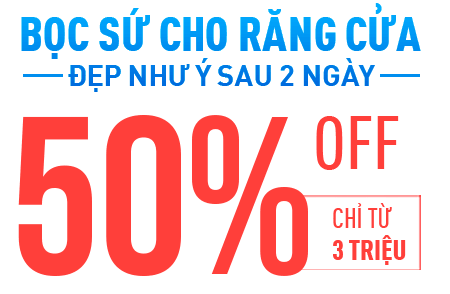 BỌC SỨ CHO RĂNG CỬA
ĐẸP NHƯ Ý SAU 2 NGÀY
50% OFF
CHỈ TỪ
3 TRIỆU